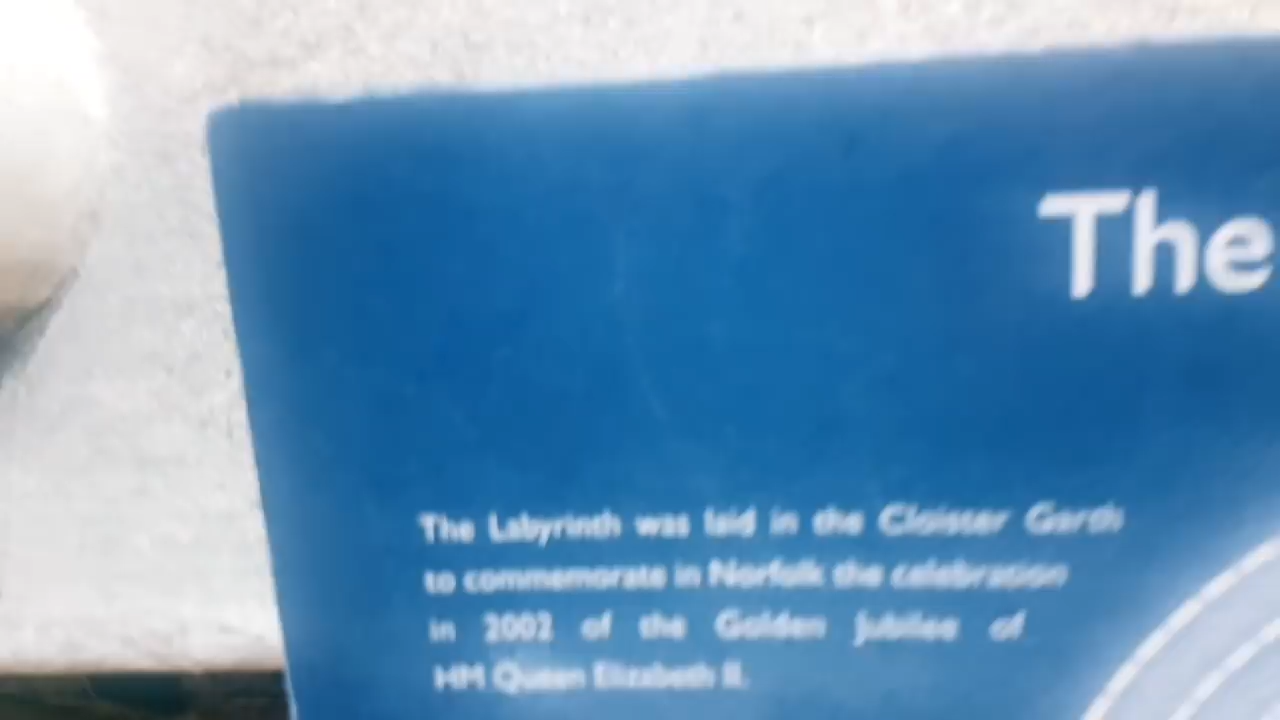 The
The Labyrinth was laid in the Cloister Garth
to commemorate in Norfolk the celebration
in 2002 of the Golden Jubilee of
HM Queen Elizabeth II.